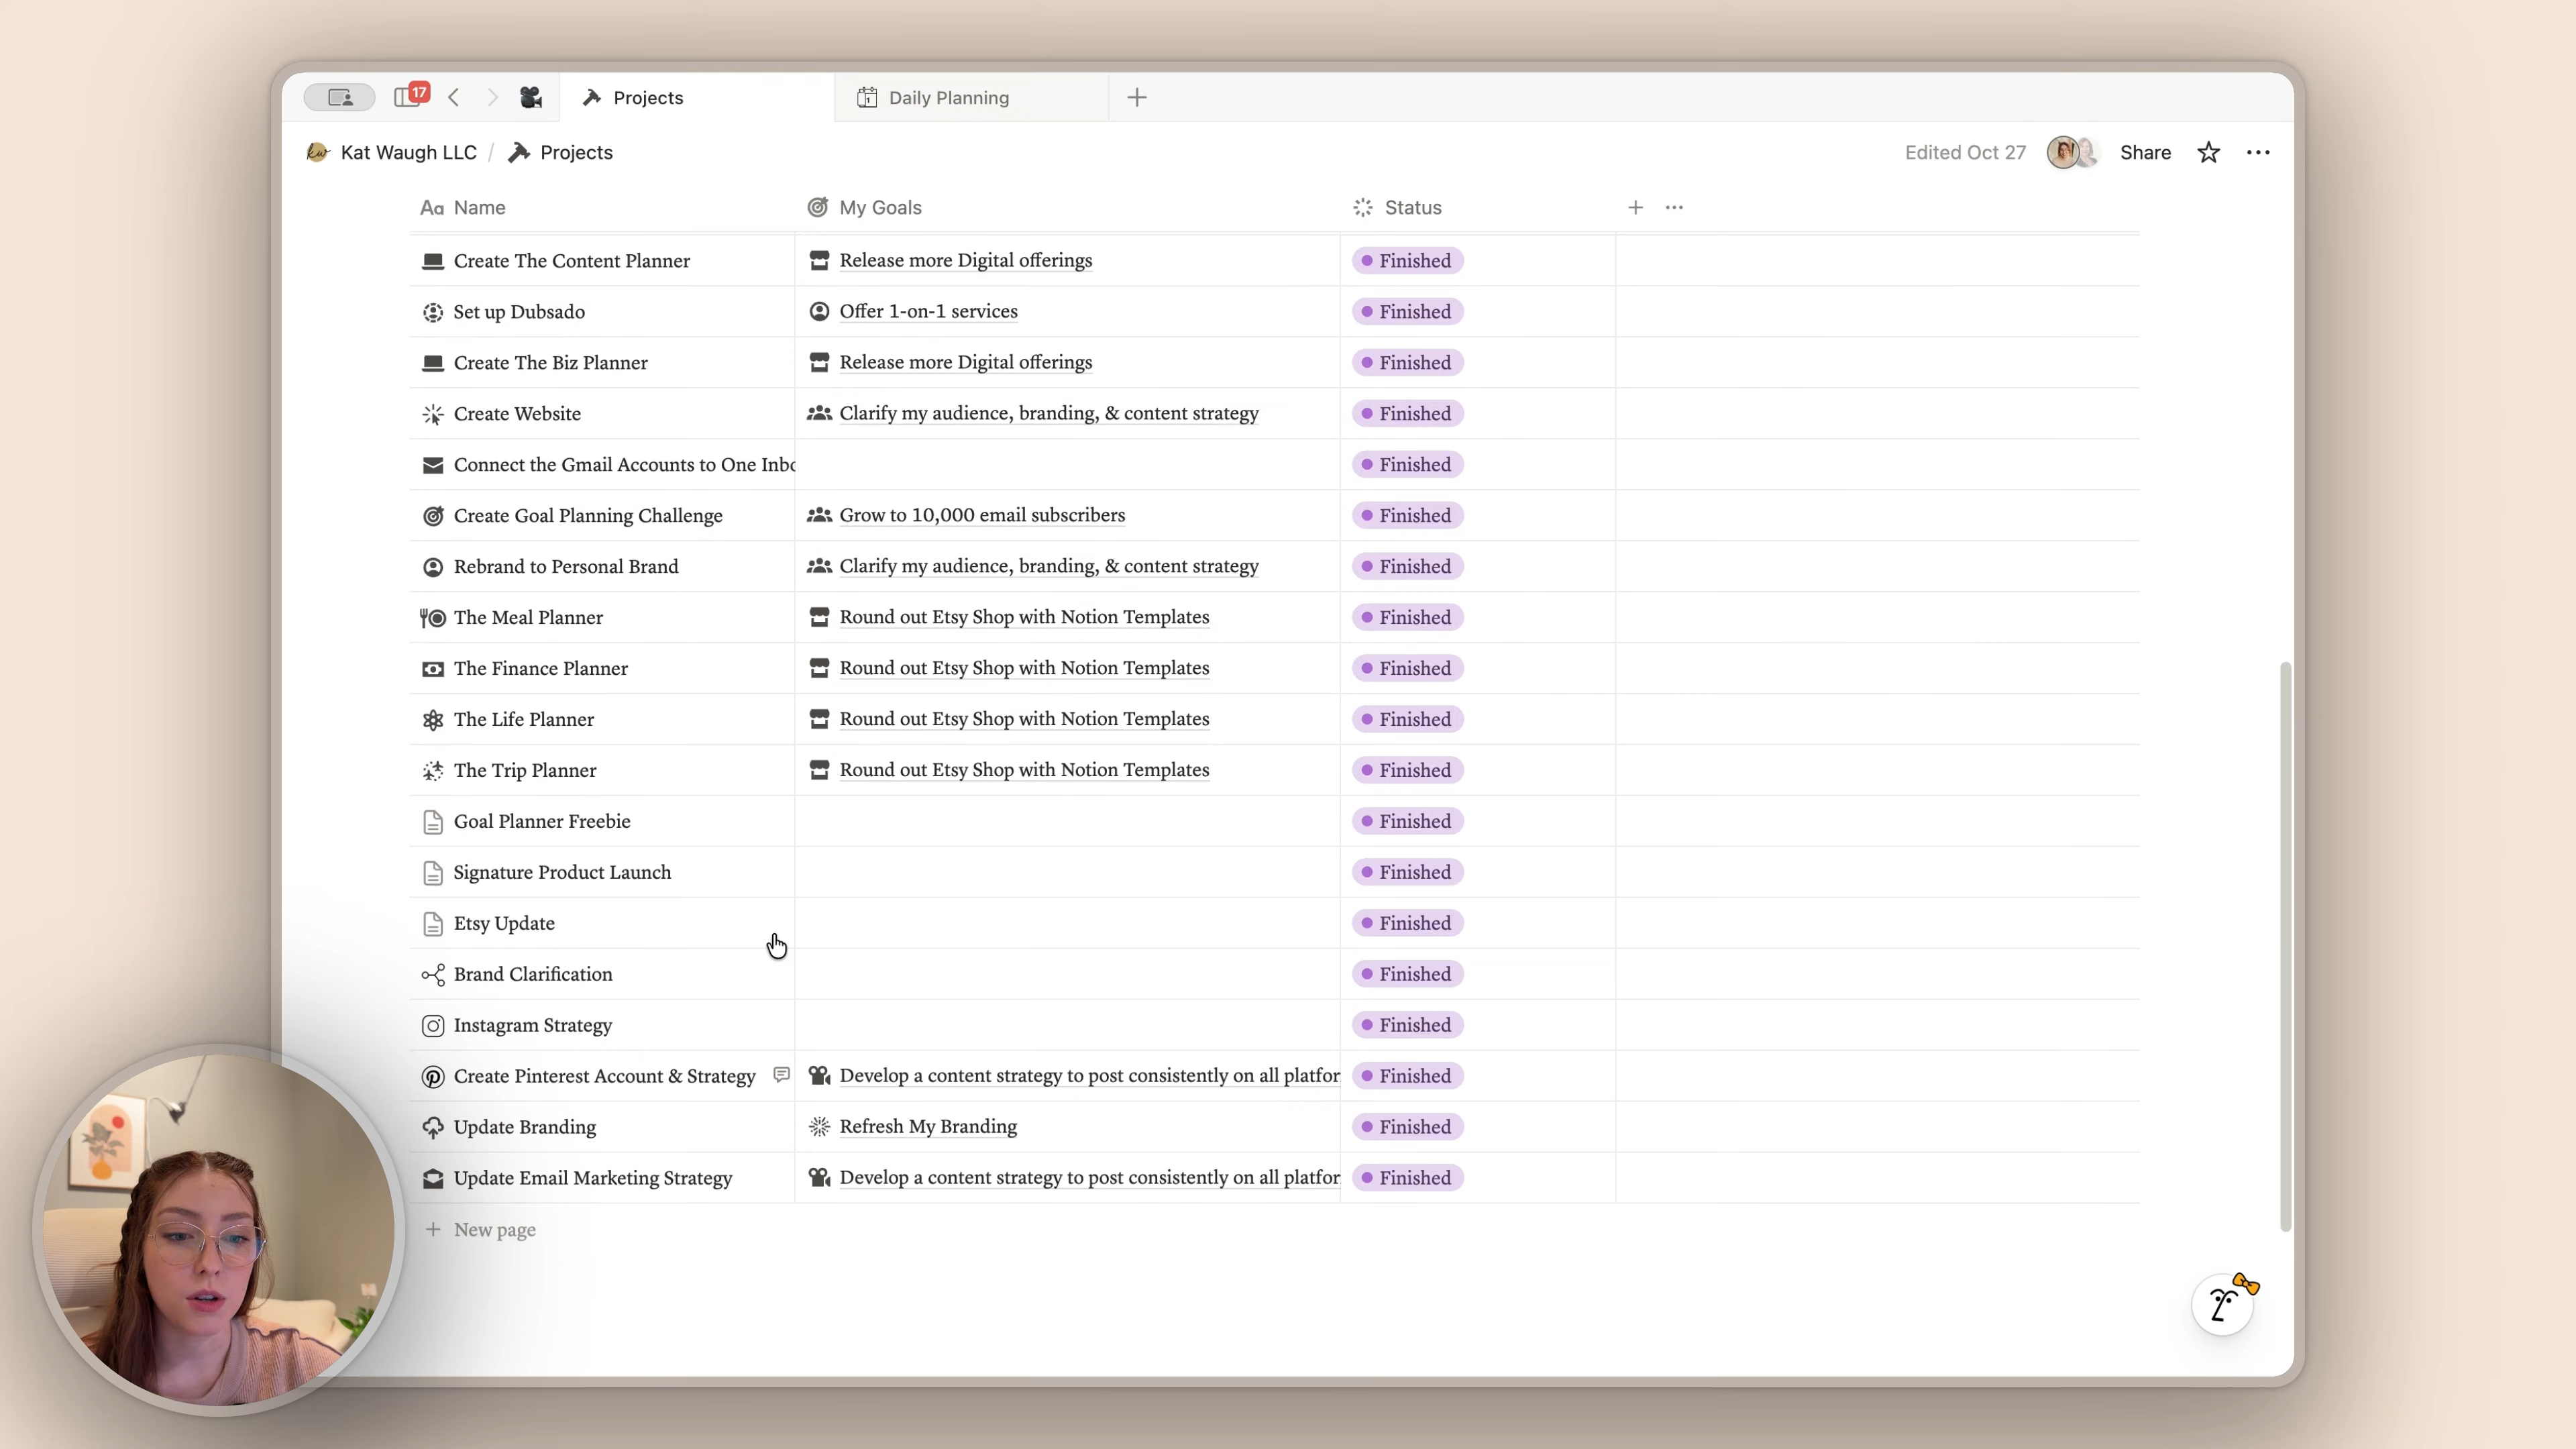 17
Projects
Daily Planning
kw Kat Waugh LLC / Projects
Edited Oct 27
Share
Aa Name
My Goals
Status
Create The Content Planner
Release more Digital offerings
Finished
Set up Dubsado
Offer 1-on-1 services
Finished
Create The Biz Planner
Release more Digital offerings
Finished
Create Website
Clarify my audience, branding, & content strategy
Finished
Connect the Gmail Accounts to One Inbo
Finished
Create Goal Planning Challenge
Grow to 10,000 email subscribers
Finished
Rebrand to Personal Brand
Clarify my audience, branding, & content strategy
Finished
The Meal Planner
Round out Etsy Shop with Notion Templates
Finished
The Finance Planner
Round out Etsy Shop with Notion Templates
Finished
The Life Planner
Round out Etsy Shop with Notion Templates
Finished
The Trip Planner
Round out Etsy Shop with Notion Templates
Finished
Goal Planner Freebie
Finished
Signature Product Launch
Finished
Etsy Update
Finished
Brand Clarification
Finished
Instagram Strategy
Finished
Create Pinterest Account & Strategy
Develop a content strategy to post consistently on all platfor
Finished
Update Branding
Refresh My Branding
Finished
Update Email Marketing Strategy
Develop a content strategy to post consistently on all platfor
Finished
New page